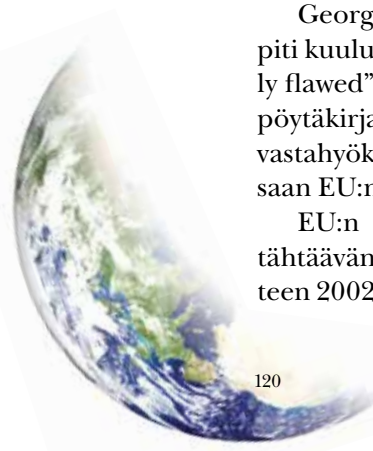 Georg
piti kuulu
ly flawed”
pöytäkirja
vastahyök
saan EU:n
EU:n
tähtäävän
teen 2002
120